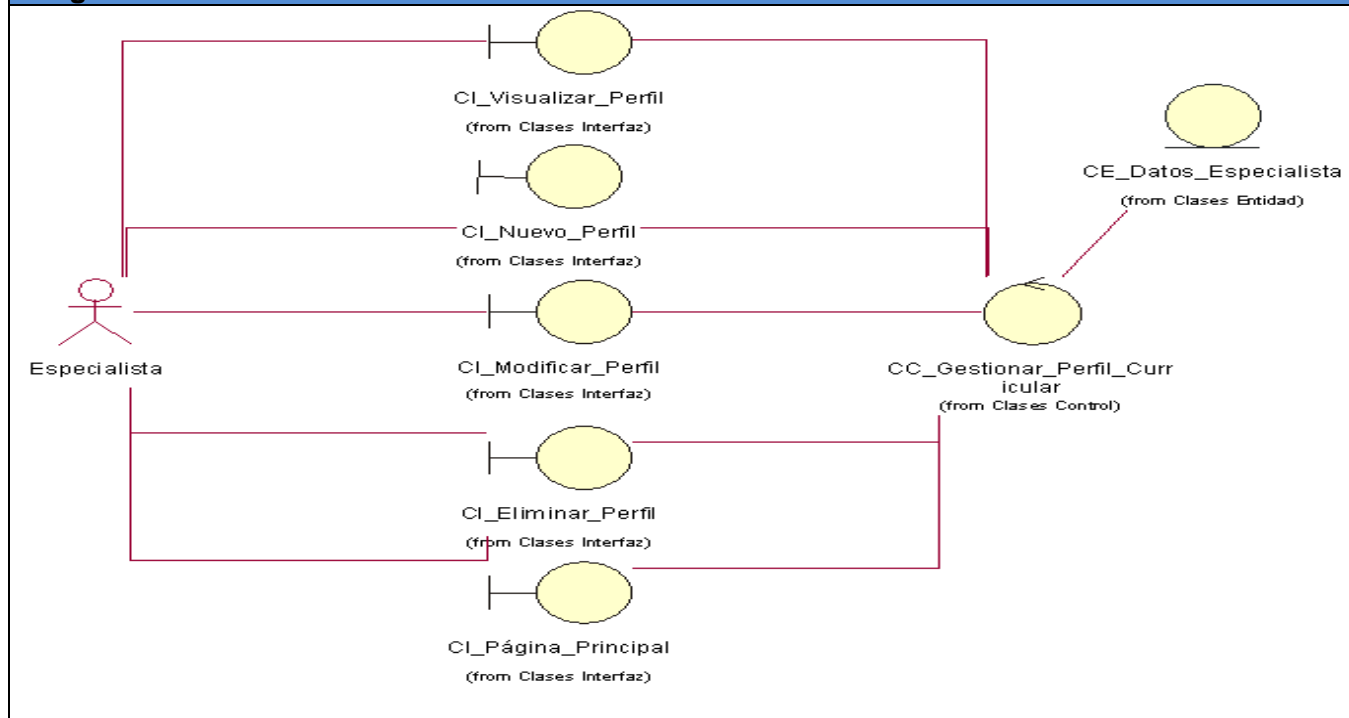 CI_Visualizar_Perfil
(from Clases Interfaz)
CE_Datos_Especialista
(from Clases Entidad)
CI_Nuevo_Perfil
(from Clases Interfaz)
Especialista
CI_Modificar_Perfil
(from Clases Interfaz)
CC_Gestionar_Perfil_Curr
icular
(from Clases Control)
CI_Eliminar_Perfil
(from Clases Interfaz)
CI_Página_Principal
(from Clases Interfaz)